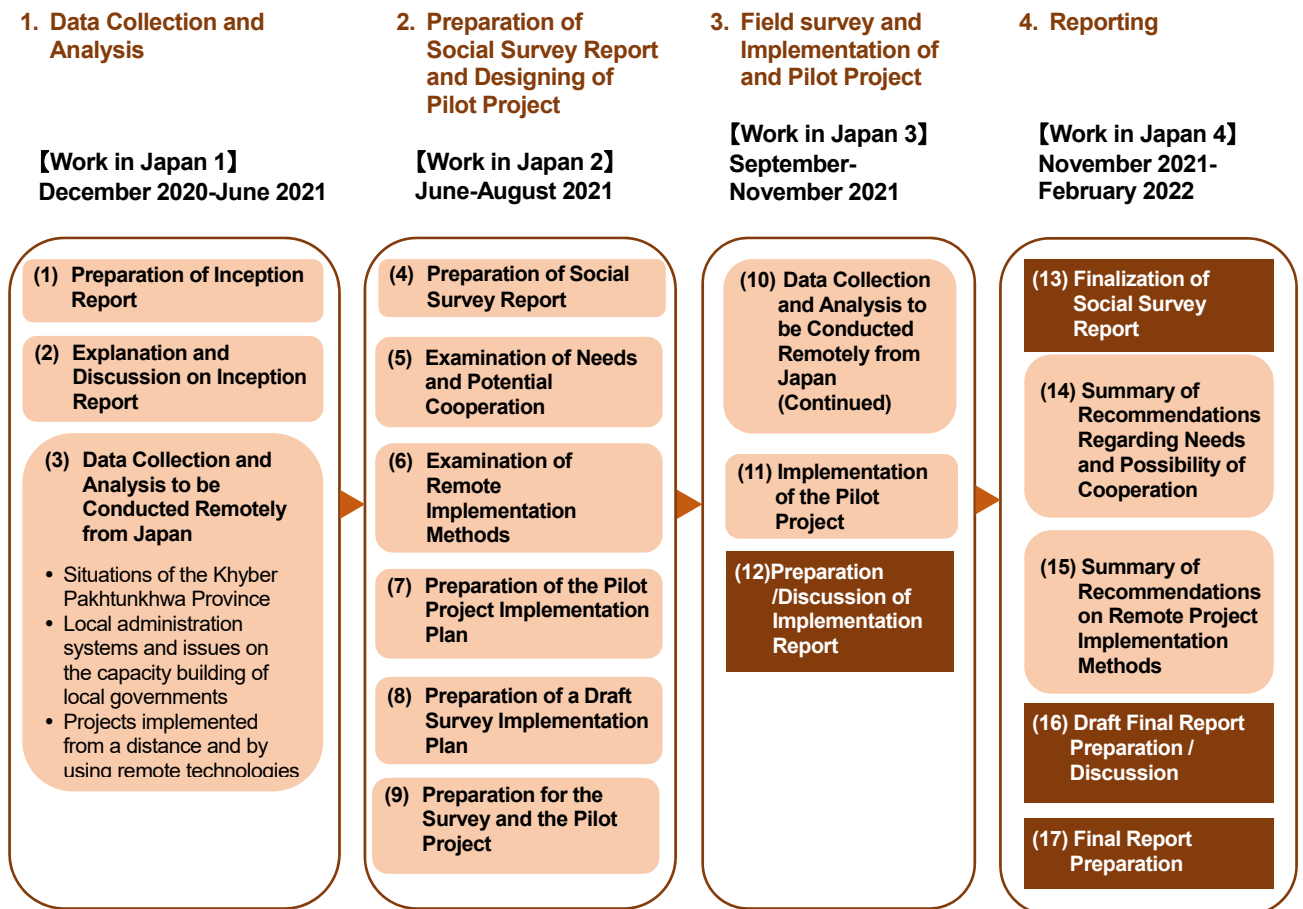 1. Data Collection and
Analysis
【Work in Japan 1】
December 2020-June 2021
(1) Preparation of Inception
Report
(2) Explanation and
Discussion on Inception
Report
(3) Data Collection and
Analysis to be
Conducted Remotely
from Japan
• Situations of the Khyber
Pakhtunkhwa Province
• Local administration
systems and issues on
the capacity building of
local governments
• Projects implemented
from a distance and by
using remote technologies
2. Preparation of
Social Survey Report
and Designing of
Pilot Project
【Work in Japan 2】
June-August 2021
(4) Preparation of Social
Survey Report
(5) Examination of Needs
and Potential
Cooperation
(6) Examination of
Remote
Implementation
Methods
(7) Preparation of the Pilot
Project Implementation
Plan
(8) Preparation of a Draft
Survey Implementation
Plan
(9) Preparation for the
Survey and the Pilot
Project
3. Field survey and
Implementation of
and Pilot Project
【Work in Japan 3】
September-
November 2021
(10) Data Collection
and Analysis to
be Conducted
Remotely from
Japan
(Continued)
(11) Implementation
of the Pilot
Project
(12)Preparation
/Discussion of
Implementation
Report
4. Reporting
【Work in Japan 4】
November 2021-
February 2022
(13) Finalization of
Social Survey
Report
(14) Summary of
Recommendations
Regarding Needs
and Possibility of
Cooperation
(15) Summary of
Recommendations
on Remote Project
Implementation
Methods
(16) Draft Final Report
Preparation /
Discussion
(17) Final Report
Preparation